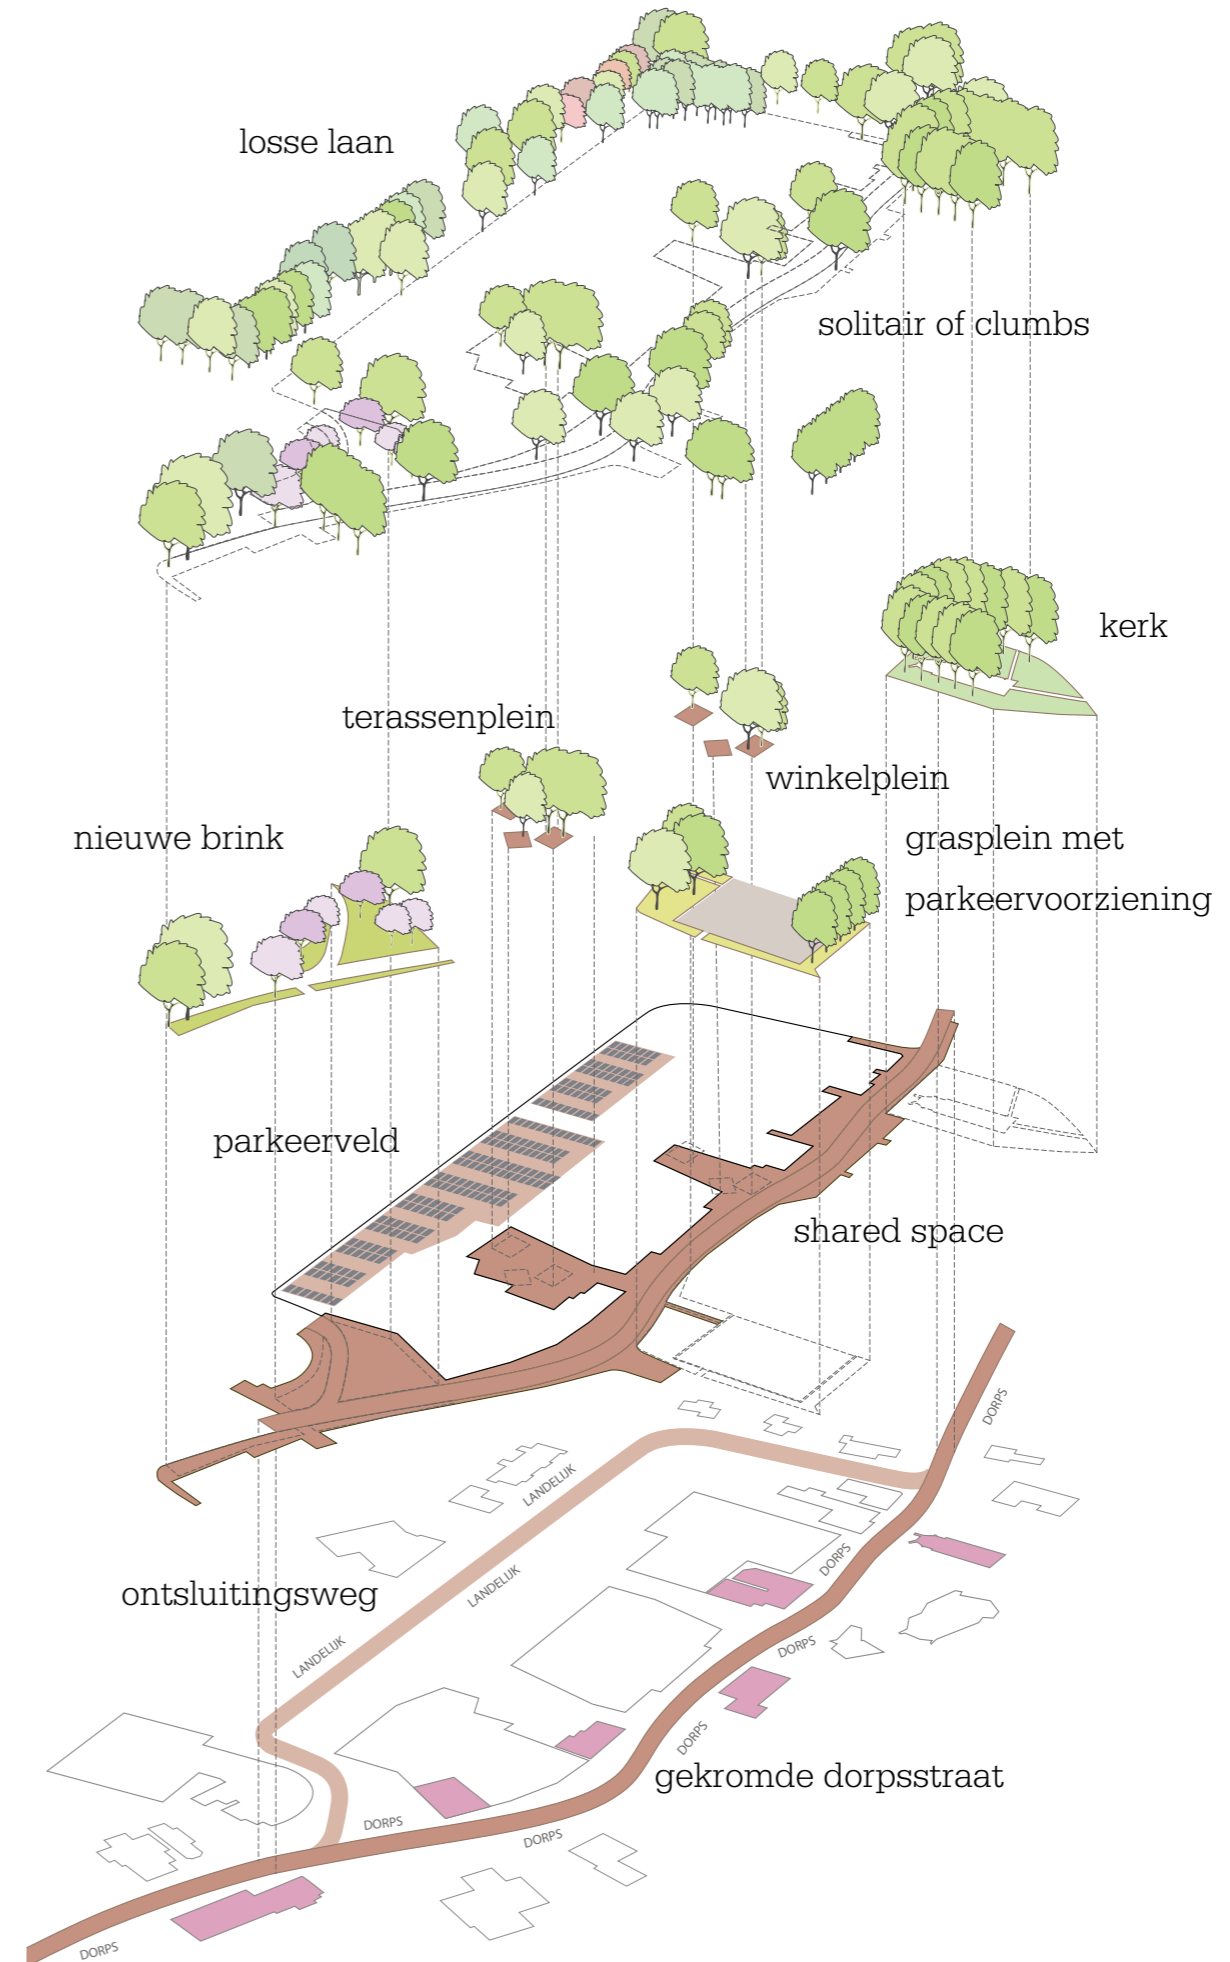 losse laan
solitair of clumbs
kerk
terassenplein
winkelplein
nieuwe brink
grasplein met
parkeervoorziening
parkeerveld
shared space
DORPS
LANDELIJK
DORPS
ontsluitingsweg
LANDELIJK
LANDELIJK
DORPS
DORPS
gekromde dorpsstraat
DORPS
DORPS
DORPS